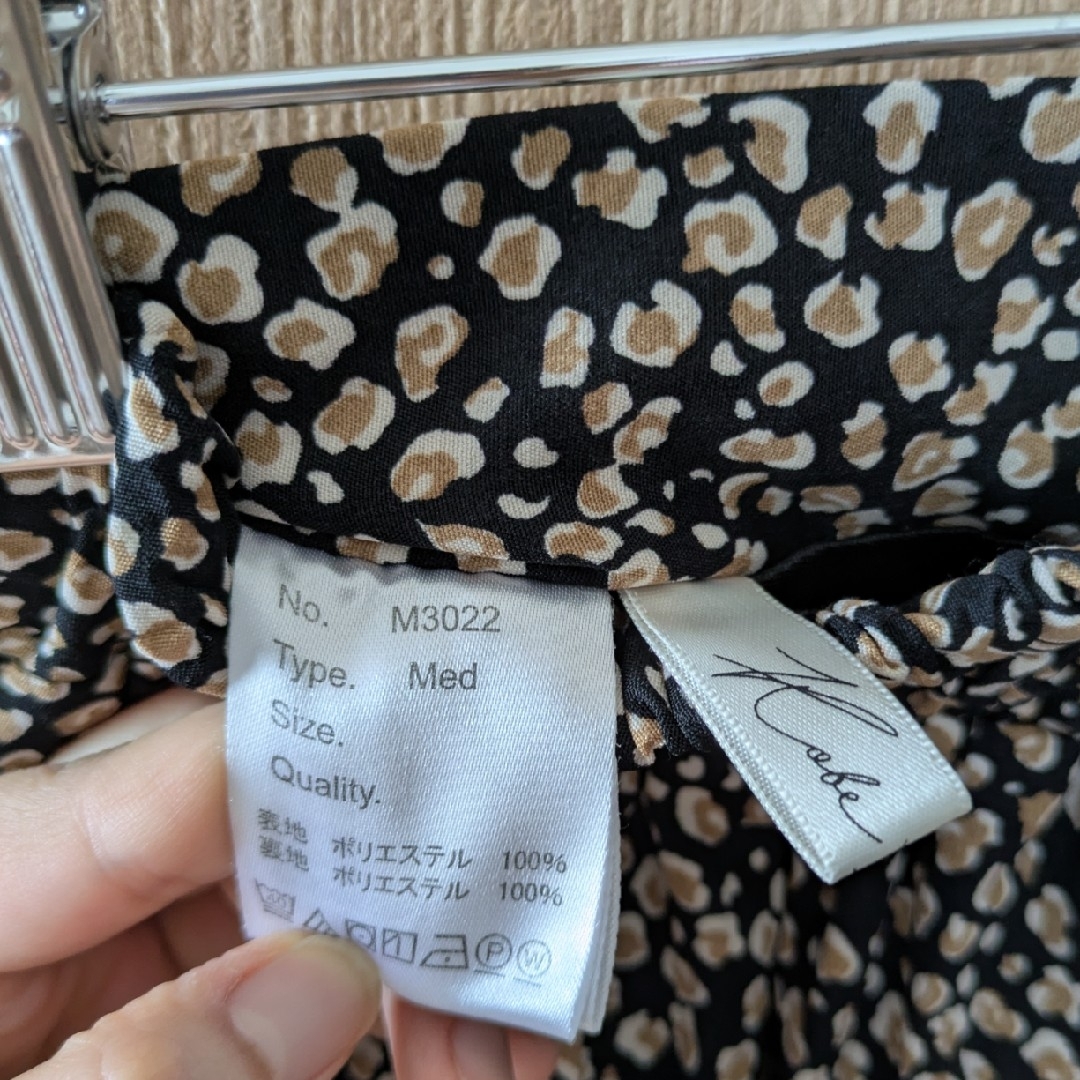 No. M3022
Type. Med
Size.
Quality.
表地 ポリエステル 100%
裏地 ポリエステル 100%
P W
Kobe